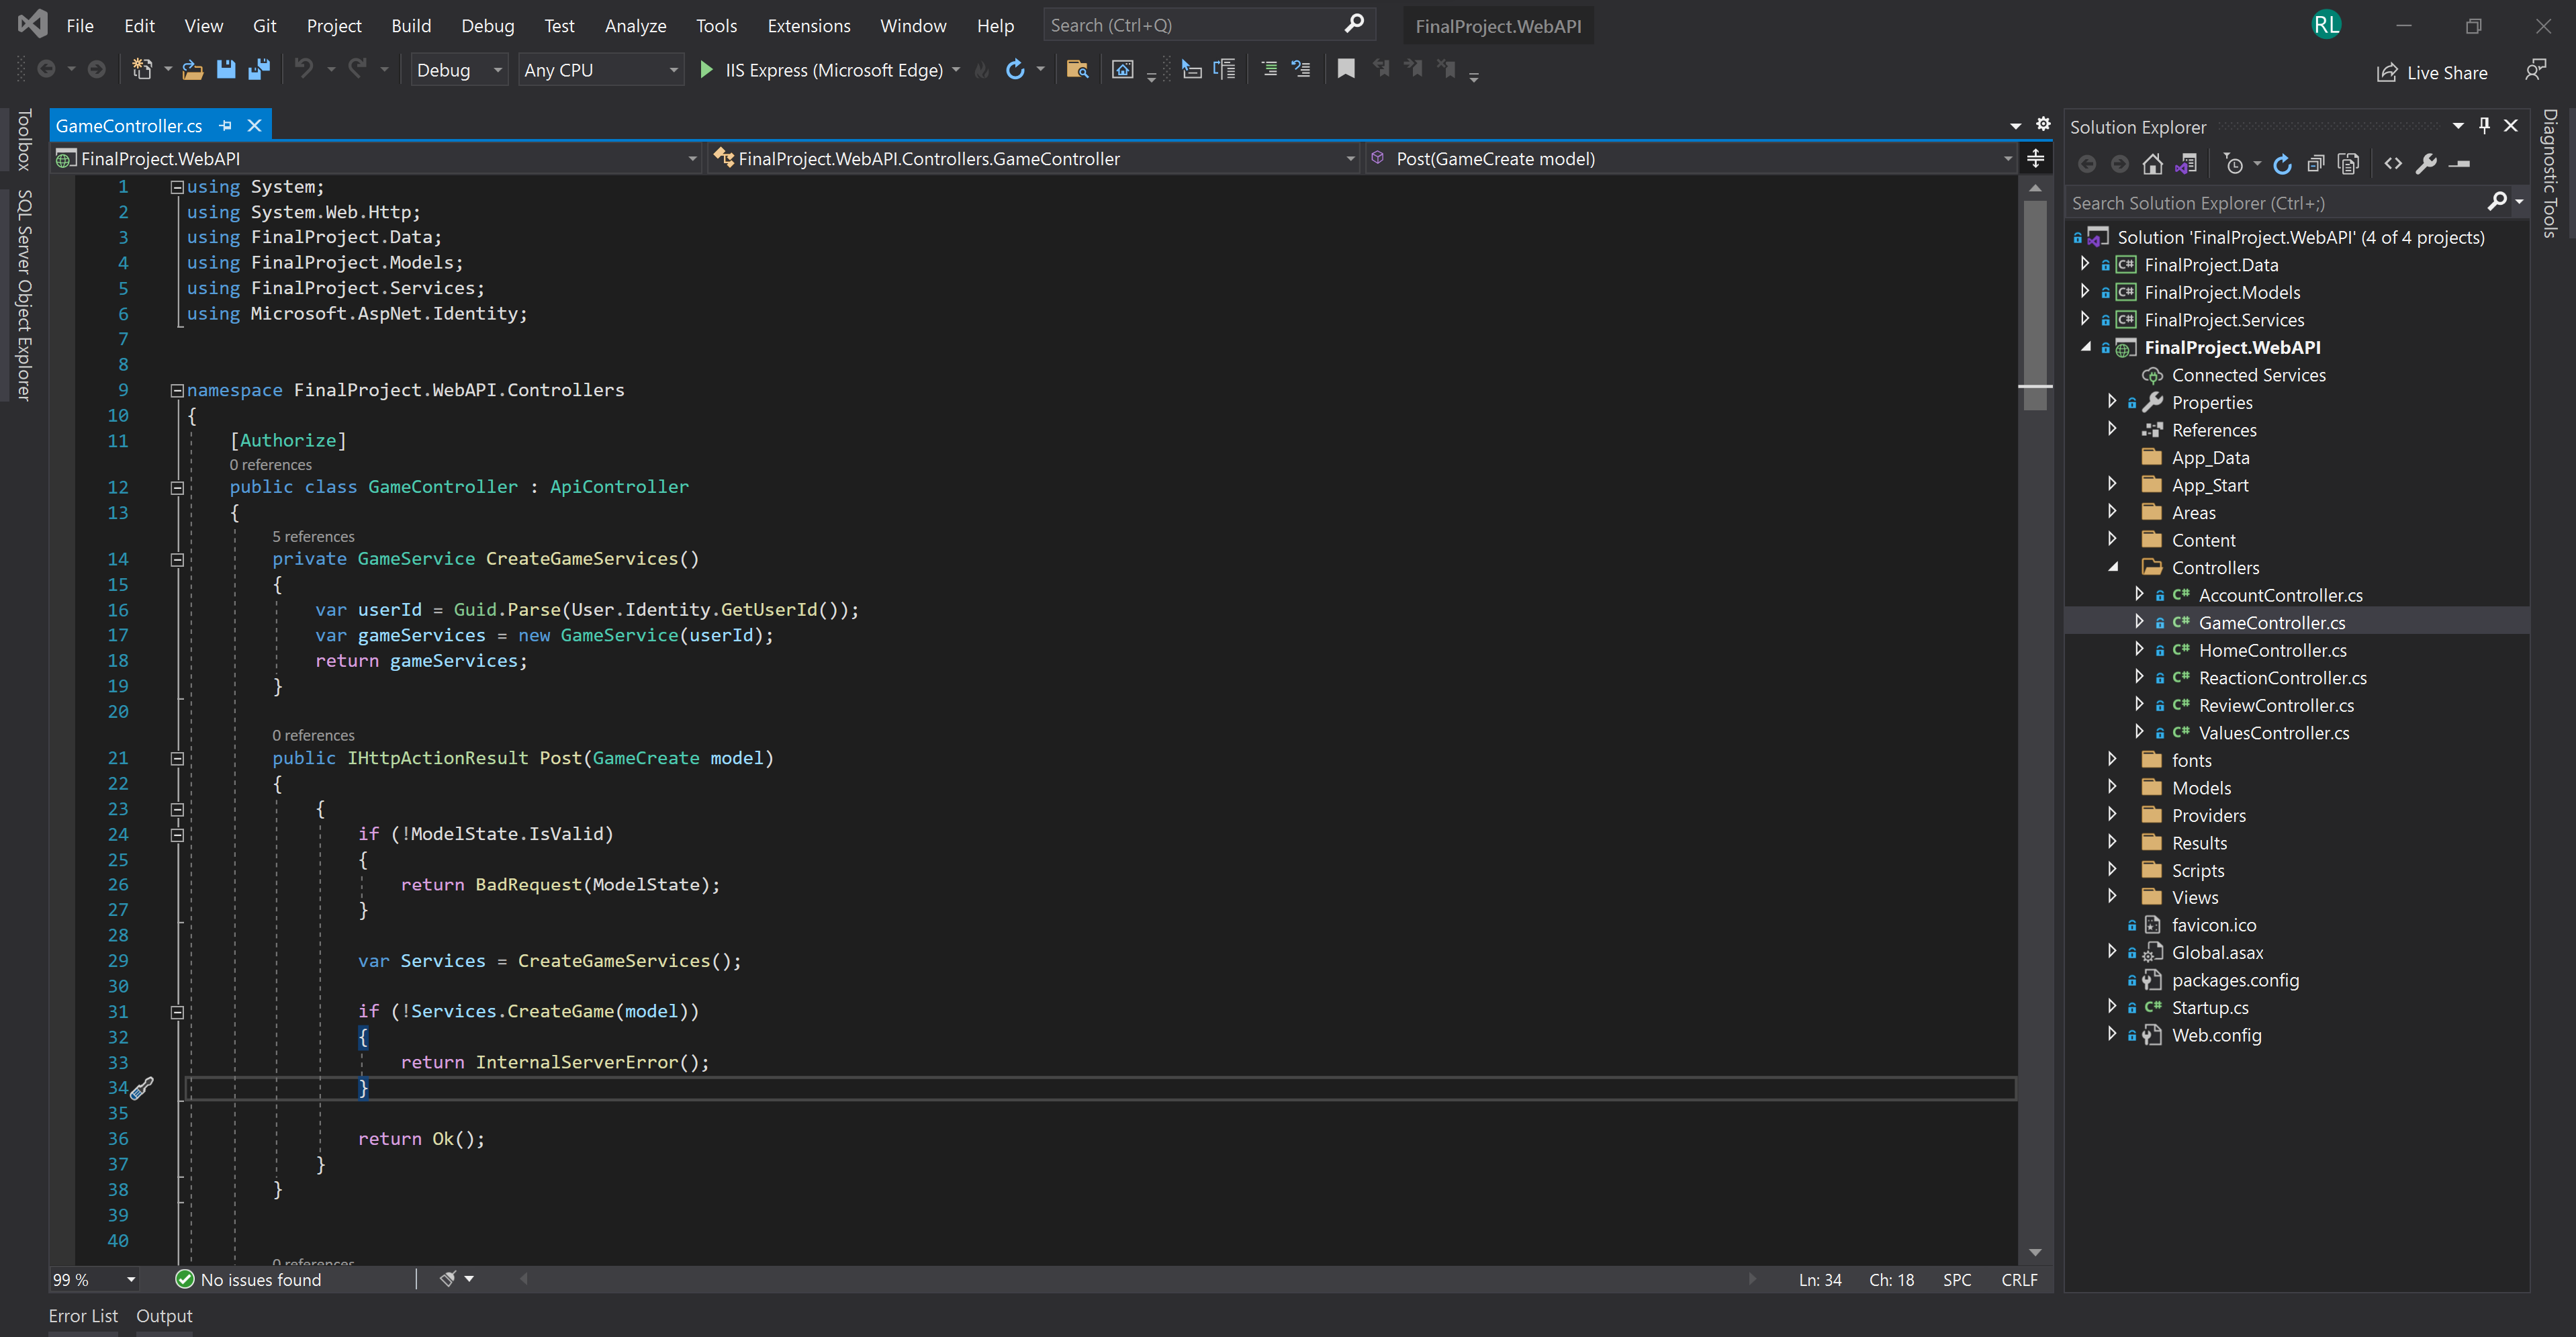 File Edit View Git Project Build Debug Test Analyze Tools Extensions Window Help Search (Ctrl+Q) FinalProject.WebAPI RL
Debug Any CPU IIS Express (Microsoft Edge) Live Share
Toolbox
SQL Server Object Explorer
GameController.cs
FinalProject.WebAPI FinalProject.WebAPI.Controllers.GameController Post(GameCreate model)
1 using System;
2 using System.Web.Http;
3 using FinalProject.Data;
4 using FinalProject.Models;
5 using FinalProject.Services;
6 using Microsoft.AspNet.Identity;
7
8
9 namespace FinalProject.WebAPI.Controllers
10 {
11 [Authorize]
0 references
12 public class GameController : ApiController
13 {
5 references
14 private GameService CreateGameServices()
15 {
16 var userId = Guid.Parse(User.Identity.GetUserId());
17 var gameServices = new GameService(userId);
18 return gameServices;
19 }
20
0 references
21 public IHttpActionResult Post(GameCreate model)
22 {
23 {
24 if (!ModelState.IsValid)
25 {
26 return BadRequest(ModelState);
27 }
28
29 var Services = CreateGameServices();
30
31 if (!Services.CreateGame(model))
32 {
33 return InternalServerError();
34 }
35
36 return Ok();
37 }
38 }
39
40
0 references
99 % No issues found Ln: 34 Ch: 18 SPC CRLF
Error List Output
Solution Explorer
Search Solution Explorer (Ctrl+;)
Solution 'FinalProject.WebAPI' (4 of 4 projects)
C# FinalProject.Data
C# FinalProject.Models
C# FinalProject.Services
FinalProject.WebAPI
Connected Services
Properties
References
App_Data
App_Start
Areas
Content
Controllers
C# AccountController.cs
C# GameController.cs
C# HomeController.cs
C# ReactionController.cs
C# ReviewController.cs
C# ValuesController.cs
fonts
Models
Providers
Results
Scripts
Views
favicon.ico
Global.asax
packages.config
C# Startup.cs
Web.config
Diagnostic Tools